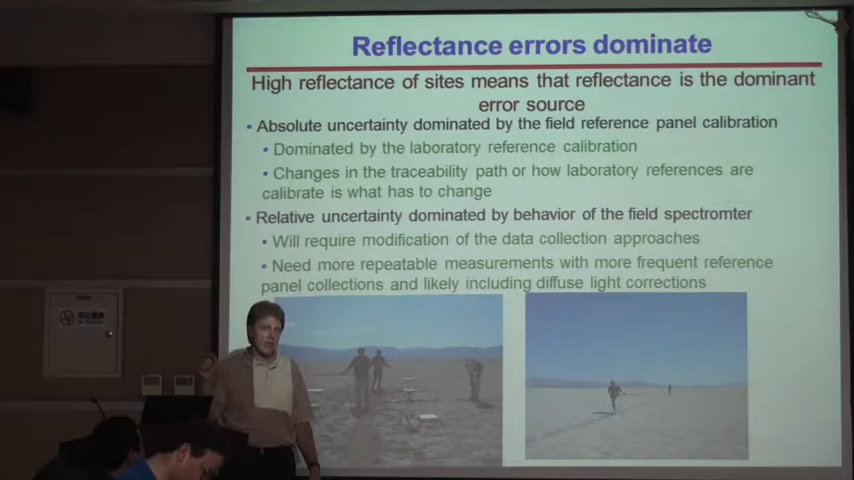 Reflectance errors dominate
High reflectance of sites means that reflectance is the dominant
error source
• Absolute uncertainty dominated by the field reference panel calibration
• Dominated by the laboratory reference calibration
• Changes in the traceability path or how laboratory references are
calibrate is what has to change
• Relative uncertainty dominated by behavior of the field spectromter
• Will require modification of the data collection approaches
• Need more repeatable measurements with more frequent reference
panel collections and likely including diffuse light corrections